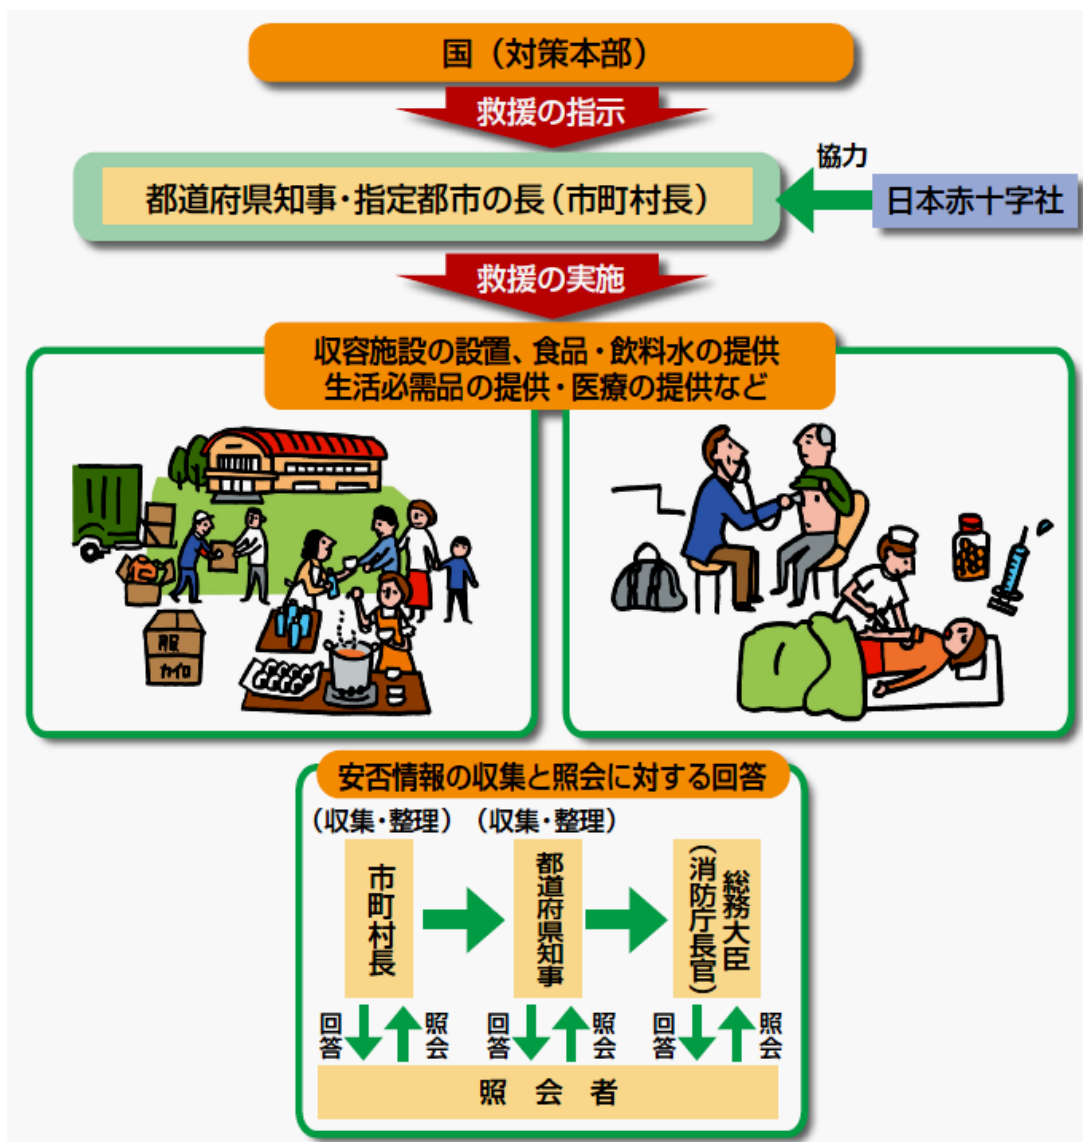 国（対策本部）
救援の指示
都道府県知事・指定都市の長（市町村長）
協力
日本赤十字社
救援の実施
収容施設の設置、食品・飲料水の提供
生活必需品の提供・医療の提供など
服
カイロ
安否情報の収集と照会に対する回答
（収集・整理）
（収集・整理）
市町村長
都道府県知事
総務大臣
（消防庁長官）
回答
照会
回答
照会
回答
照会
照会者